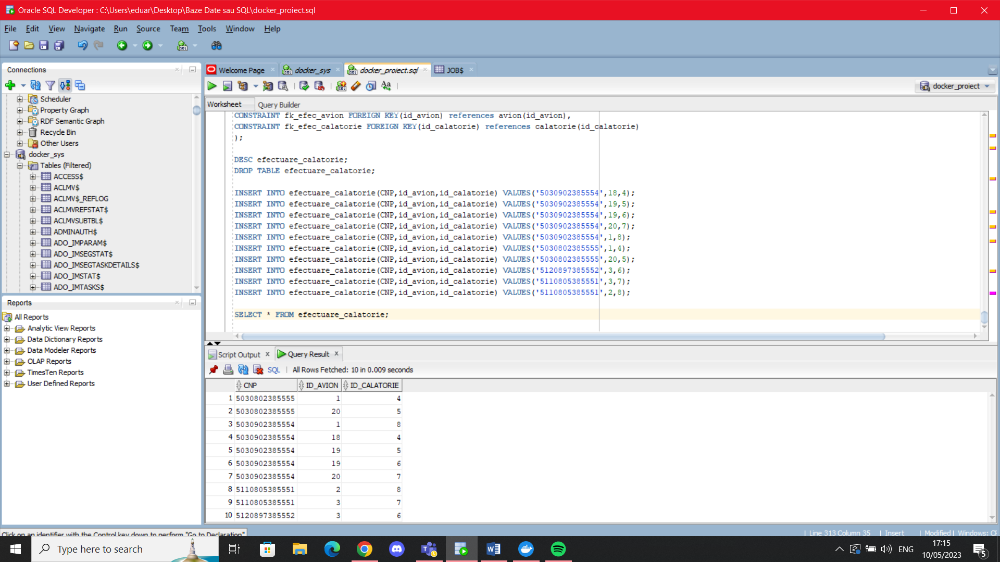 Oracle SQL Developer : C:\Users\eduar\Desktop\Baze Date sau SQL\docker_proiect.sql
File Edit View Navigate Run Source Team Tools Window Help
Connections
Scheduler
Property Graph
RDF Semantic Graph
Recycle Bin
Other Users
docker_sys
Tables (Filtered)
ACCESS$
ACLMV$
ACLMV$_REFLOG
ACLMVREFSTAT$
ACLMVSUBTBL$
ADMINAUTH$
ADO_IMPARAM$
ADO_IMSEGSTAT$
ADO_IMSEGTASKDETAILS$
ADO_IMSTAT$
ADO_IMTASKS$
Reports
All Reports
Analytic View Reports
Data Dictionary Reports
Data Modeler Reports
OLAP Reports
TimesTen Reports
User Defined Reports
Welcome Page docker_sys docker_proiect.sql JOB$
docker_proiect
Worksheet Query Builder
CONSTRAINT fk_efec_avion FOREIGN KEY(id_avion) references avion(id_avion),
CONSTRAINT fk_efec_calatorie FOREIGN KEY(id_calatorie) references calatorie(id_calatorie)
);
DESC efectuare_calatorie;
DROP TABLE efectuare_calatorie;
INSERT INTO efectuare_calatorie(CNP,id_avion,id_calatorie) VALUES('5030902385554',18,4);
INSERT INTO efectuare_calatorie(CNP,id_avion,id_calatorie) VALUES('5030902385554',19,5);
INSERT INTO efectuare_calatorie(CNP,id_avion,id_calatorie) VALUES('5030902385554',19,6);
INSERT INTO efectuare_calatorie(CNP,id_avion,id_calatorie) VALUES('5030902385554',20,7);
INSERT INTO efectuare_calatorie(CNP,id_avion,id_calatorie) VALUES('5030902385554',1,8);
INSERT INTO efectuare_calatorie(CNP,id_avion,id_calatorie) VALUES('5030802385555',1,4);
INSERT INTO efectuare_calatorie(CNP,id_avion,id_calatorie) VALUES('5030802385555',20,5);
INSERT INTO efectuare_calatorie(CNP,id_avion,id_calatorie) VALUES('5120897385552',3,6);
INSERT INTO efectuare_calatorie(CNP,id_avion,id_calatorie) VALUES('5110805385551',3,7);
INSERT INTO efectuare_calatorie(CNP,id_avion,id_calatorie) VALUES('5110805385551',2,8);
SELECT * FROM efectuare_calatorie;
Script Output x Query Result x
SQL | All Rows Fetched: 10 in 0.009 seconds
CNP ID_AVION ID_CALATORIE
1 5030802385555 1 4
2 5030802385555 20 5
3 5030902385554 1 8
4 5030902385554 18 4
5 5030902385554 19 5
6 5030902385554 19 6
7 5030902385554 20 7
8 5110805385551 2 8
9 5110805385551 3 7
10 5120897385552 3 6
Click on an identifier with the Control key down to perform "Go to Declaration"
| Line 313 Column 35 | Insert | Modified | Windows: CF
Type here to search
ENG
17:15
10/05/2023
5